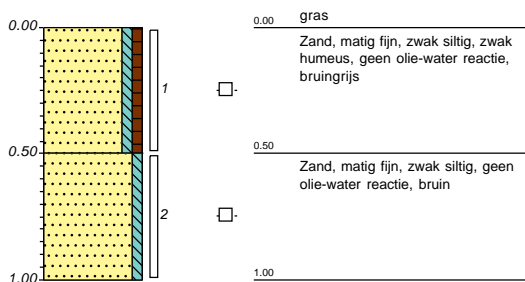 0.00
0.00
gras
Zand, matig fijn, zwak siltig, zwak
humeus, geen olie-water reactie,
bruingrijs
1
0.50
0.50
Zand, matig fijn, zwak siltig, geen
olie-water reactie, bruin
2
1.00
1.00